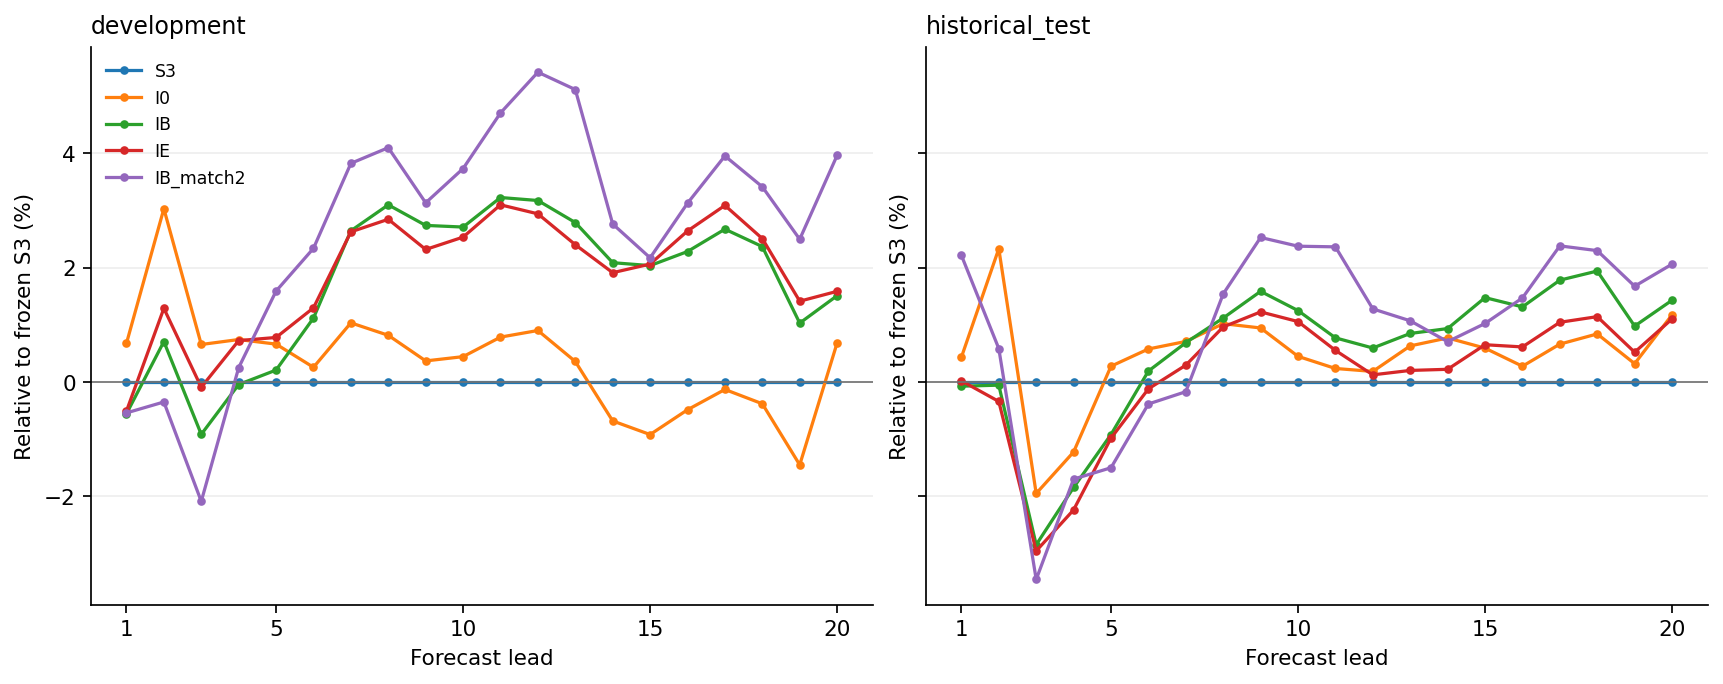 development
S3
I0
IB
IE
IB_match2
4
2
0
−2
Relative to frozen S3 (%)
1
5
10
15
20
Forecast lead
historical_test
Relative to frozen S3 (%)
1
5
10
15
20
Forecast lead